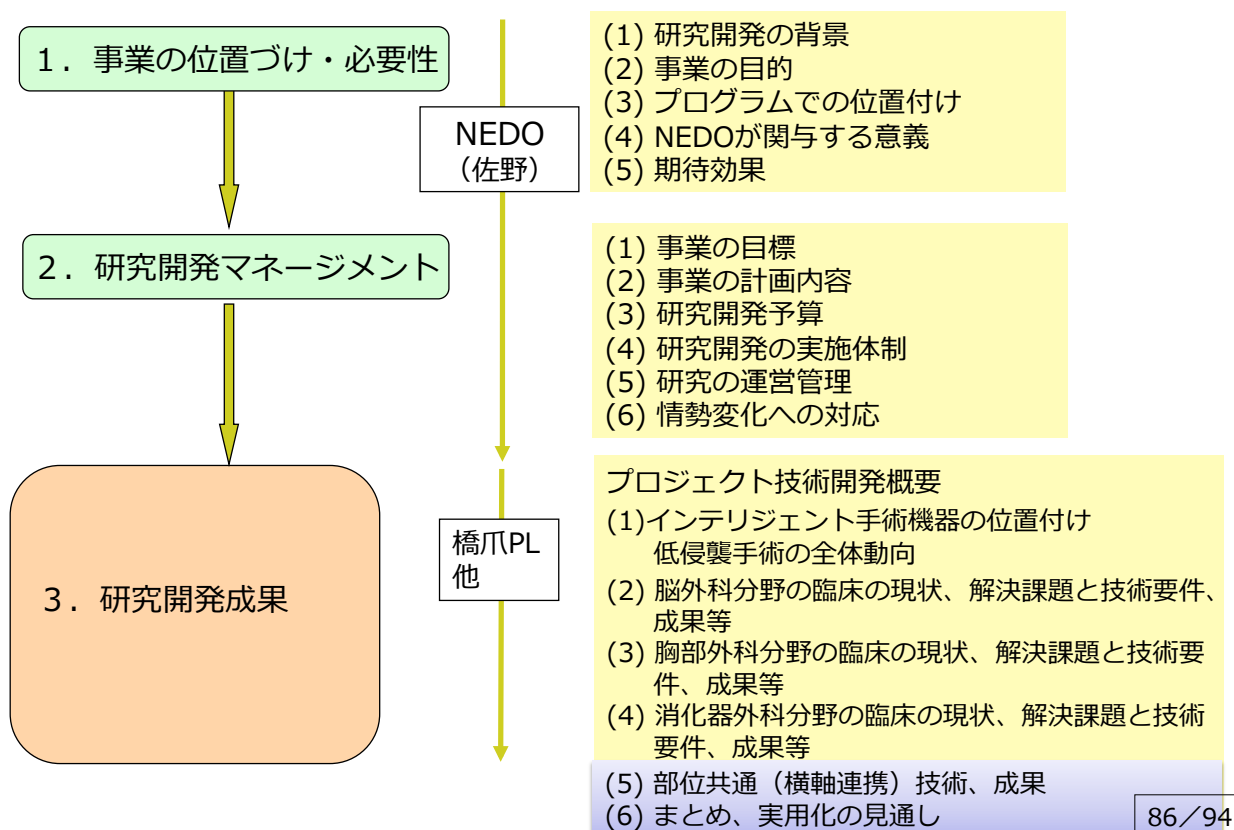 1．事業の位置づけ・必要性
NEDO
（佐野）
(1) 研究開発の背景
(2) 事業の目的
(3) プログラムでの位置付け
(4) NEDOが関与する意義
(5) 期待効果
2．研究開発マネージメント
(1) 事業の目標
(2) 事業の計画内容
(3) 研究開発予算
(4) 研究開発の実施体制
(5) 研究の運営管理
(6) 情勢変化への対応
3．研究開発成果
橋爪PL
他
プロジェクト技術開発概要
(1)インテリジェント手術機器の位置付け
低侵襲手術の全体動向
(2) 脳外科分野の臨床の現状、解決課題と技術要件、
成果等
(3) 胸部外科分野の臨床の現状、解決課題と技術要
件、成果等
(4) 消化器外科分野の臨床の現状、解決課題と技術
要件、成果等
(5) 部位共通（横軸連携）技術、成果
(6) まとめ、実用化の見通し
86／94